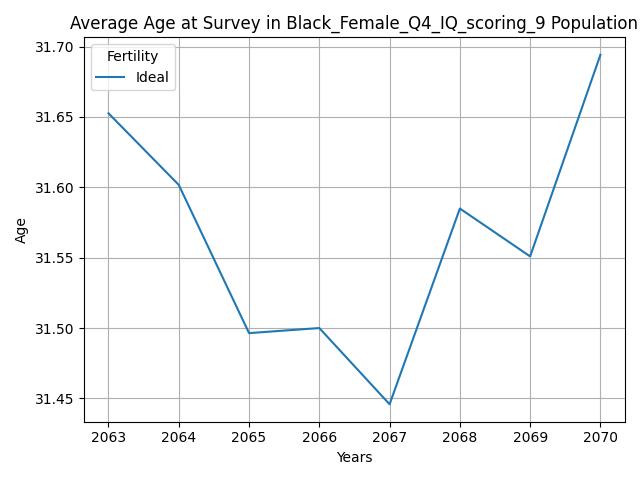 Average Age at Survey in Black_Female_Q4_IQ_scoring_9 Population
Fertility
Ideal
31.70
31.65
31.60
31.55
31.50
31.45
Age
2063 2064 2065 2066 2067 2068 2069 2070
Years